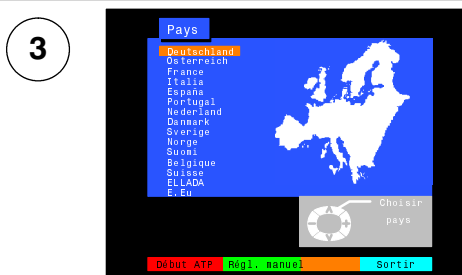 3
Pays
Deutschland
Österreich
France
Italia
España
Portugal
Nederland
Danmark
Sverige
Norge
Suomi
Belgique
Suisse
ELLADA
E.Eu
Choisir
pays
Début ATP
Régl. manuel
Sortir